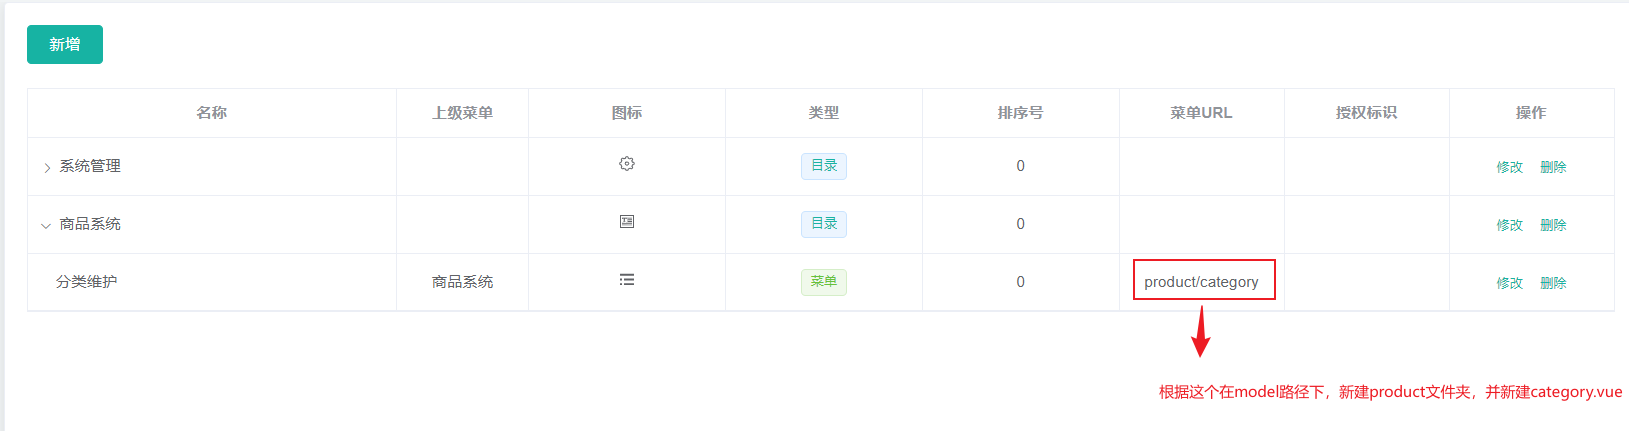 新增
名称 上级菜单 图标 类型 排序号 菜单URL 授权标识 操作
系统管理 目录 0 修改 删除
商品系统 目录 0 修改 删除
分类维护 商品系统 菜单 0 product/category 修改 删除
根据这个在model路径下，新建product文件夹，并新建category.vue